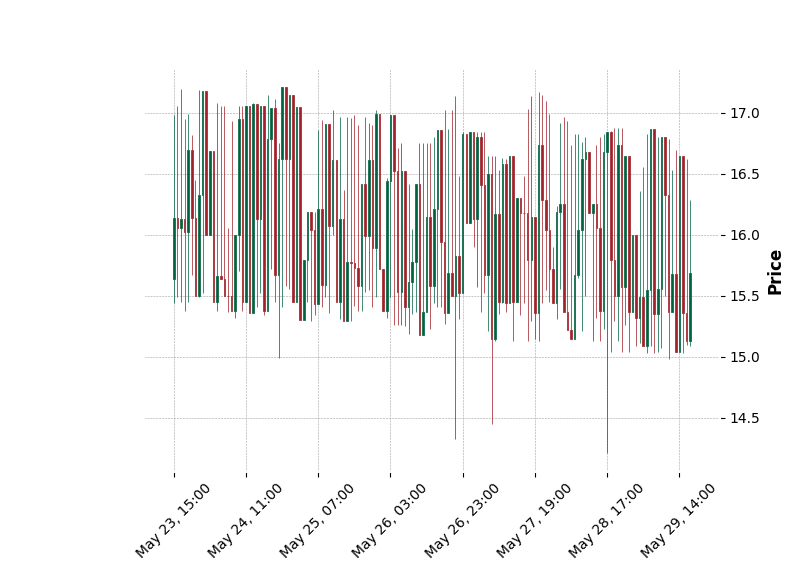 17.0
16.5
16.0
15.5
15.0
14.5
Price
May 23, 15:00
May 24, 11:00
May 25, 07:00
May 26, 03:00
May 26, 23:00
May 27, 19:00
May 28, 17:00
May 29, 14:00